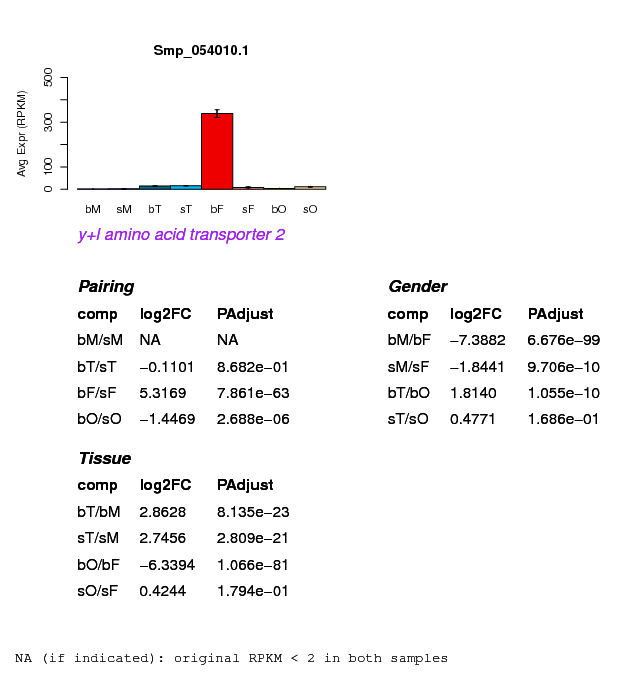 Smp_054010.1
Avg Expr (RPKM)
500
300
100
0
bM sM bT sT bF sF bO sO
y+l amino acid transporter 2
Pairing
comp log2FC PAdjust
bM/sM NA NA
bT/sT −0.1101 8.682e−01
bF/sF 5.3169 7.861e−63
bO/sO −1.4469 2.688e−06
Gender
comp log2FC PAdjust
bM/bF −7.3882 6.676e−99
sM/sF −1.8441 9.706e−10
bT/bO 1.8140 1.055e−10
sT/sO 0.4771 1.686e−01
Tissue
comp log2FC PAdjust
bT/bM 2.8628 8.135e−23
sT/sM 2.7456 2.809e−21
bO/bF −6.3394 1.066e−81
sO/sF 0.4244 1.794e−01
NA (if indicated): original RPKM < 2 in both samples